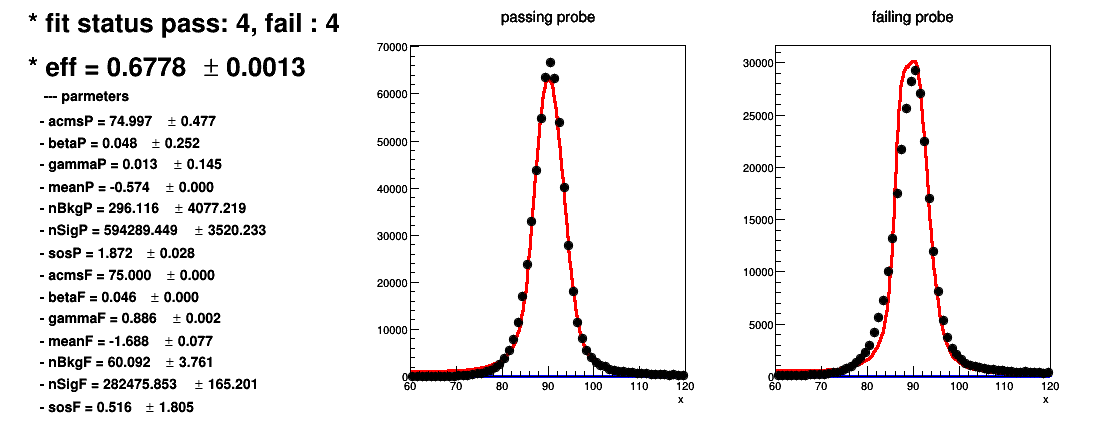 * fit status pass: 4, fail : 4
* eff = 0.6778 ± 0.0013
--- parmeters
- acmsP = 74.997 ± 0.477
- betaP = 0.048 ± 0.252
- gammaP = 0.013 ± 0.145
- meanP = -0.574 ± 0.000
- nBkgP = 296.116 ± 4077.219
- nSigP = 594289.449 ± 3520.233
- sosP = 1.872 ± 0.028
- acmsF = 75.000 ± 0.000
- betaF = 0.046 ± 0.000
- gammaF = 0.886 ± 0.002
- meanF = -1.688 ± 0.077
- nBkgF = 60.092 ± 3.761
- nSigF = 282475.853 ± 165.201
- sosF = 0.516 ± 1.805
passing probe
70000
60000
50000
40000
30000
20000
10000
0
60 70 80 90 100 110 120
x
failing probe
30000
25000
20000
15000
10000
5000
0
60 70 80 90 100 110 120
x